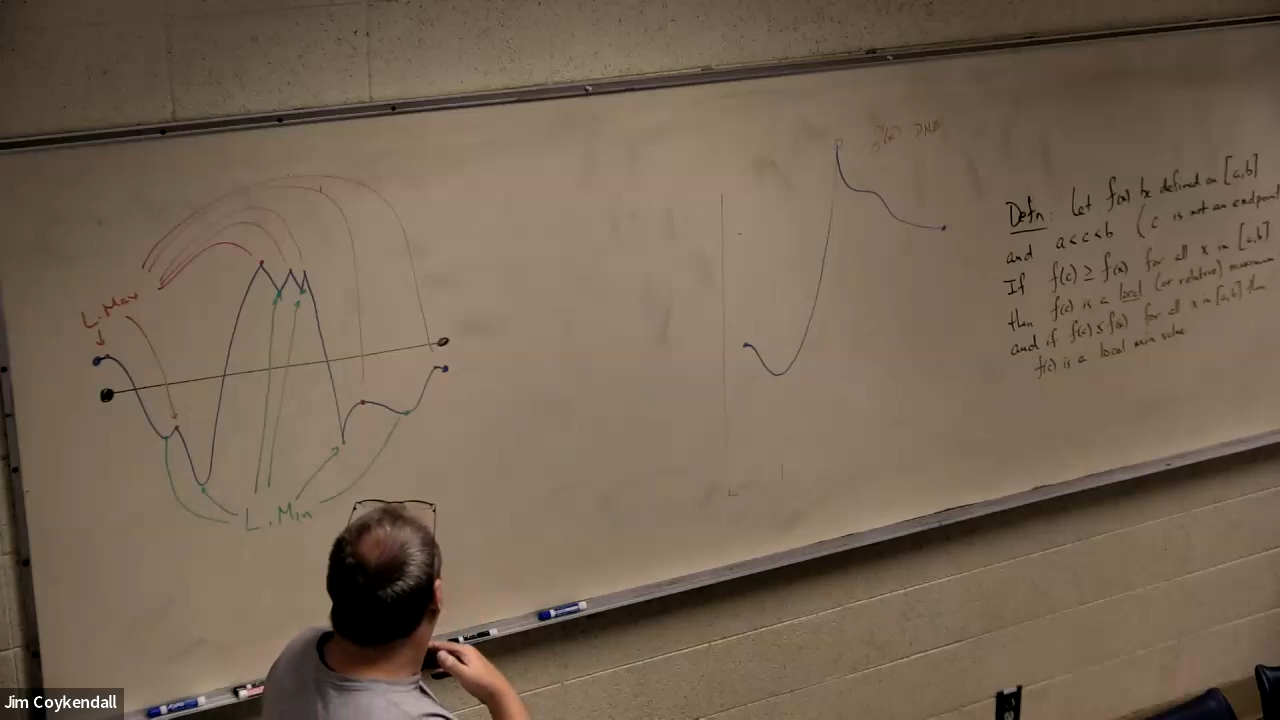 L.Max
L.Min
DNE
Defn: Let f(x) be defined on [a,b]
and a<c<b (c is not an endpoint
If f(c) ≥ f(x) for all x in [a,b]
then f(c) is a local (or relative) maximum
and if f(c) ≤ f(x) for all x in [a,b] then
f(c) is a local min value
Jim Coykendall